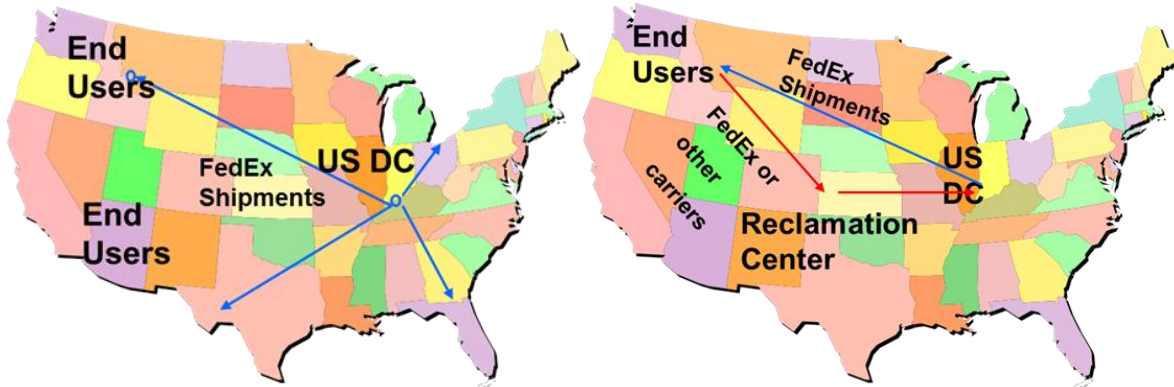 End
Users
US DC
FedEx
Shipments
End
Users
End
Users
FedEx
Shipments
FedEx or
other
carriers
US
DC
Reclamation
Center